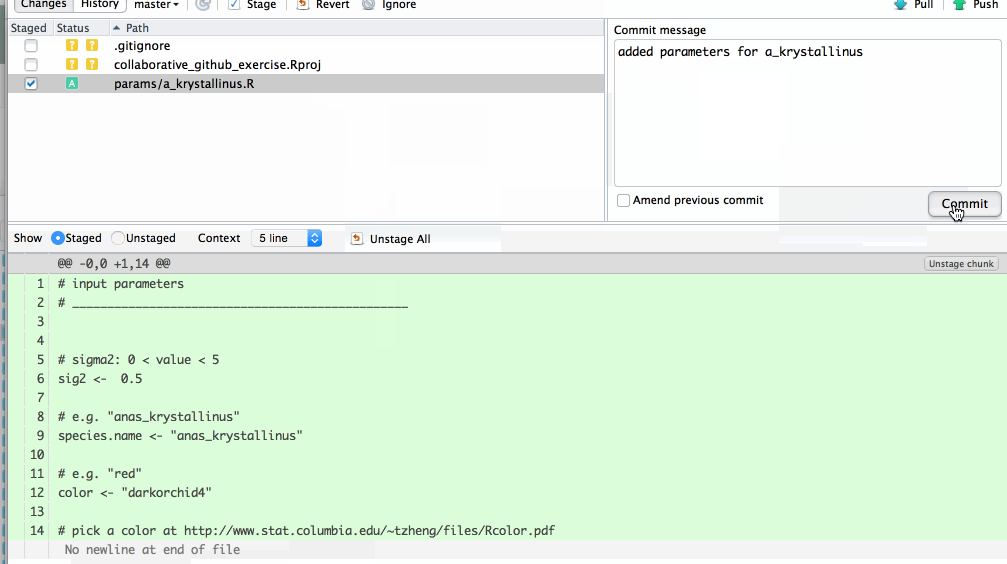 Changes History master Stage Revert Ignore Pull Push
Staged Status Path
? ? .gitignore
? ? collaborative_github_exercise.Rproj
A params/a_krystallinus.R
Commit message
added parameters for a_krystallinus
Amend previous commit
Commit
Show Staged Unstaged Context 5 line Unstage All
@@ -0,0 +1,14 @@ Unstage chunk
1 # input parameters
2 # ________________________________________________
3
4
5 # sigma2: 0 < value < 5
6 sig2 <-  0.5
7
8 # e.g. "anas_krystallinus"
9 species.name <- "anas_krystallinus"
10
11 # e.g. "red"
12 color <- "darkorchid4"
13
14 # pick a color at http://www.stat.columbia.edu/~tzheng/files/Rcolor.pdf
No newline at end of file